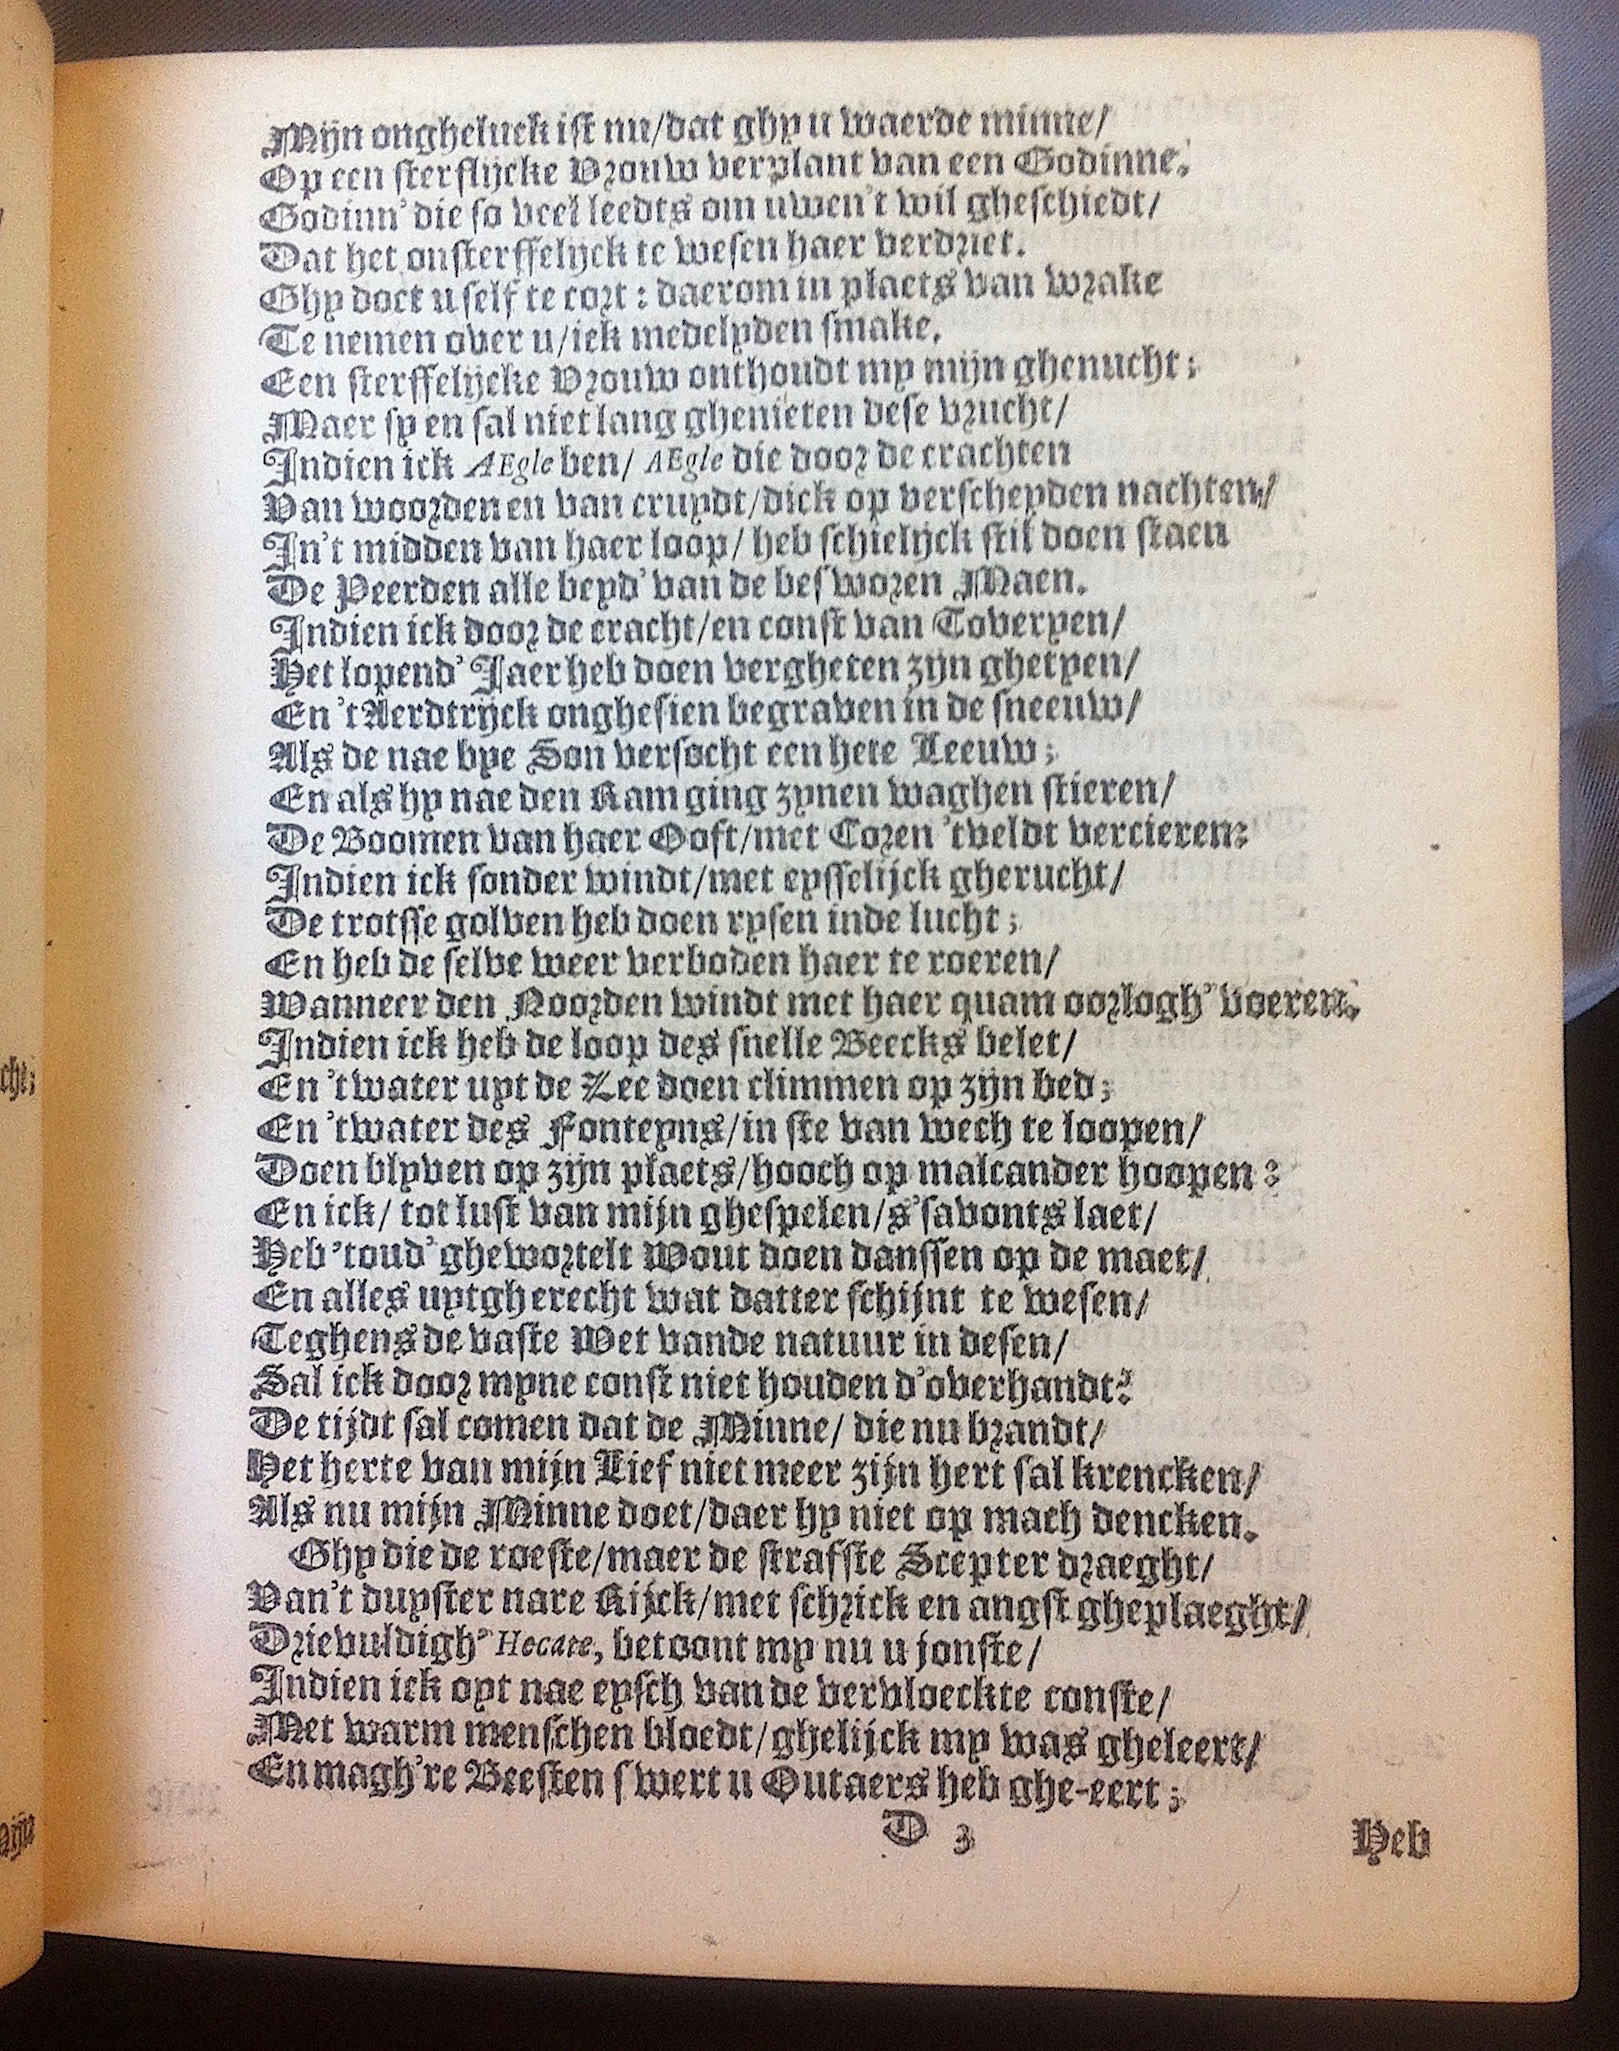 Mijn ongheluck ist nu/dat ghy u waerde minne/
Op een sterflijcke Vrouw verplant van een Godinne.
Godinn' die so veel leedts om uwen't wil gheschiedt/
Dat het onsterffelijck te wesen haer verdriet.
Ghy doet u self te cort: daerom in plaets van wrake
Te nemen over u/ick medelyden smake.
Een sterffelijcke Vrouw onthoudt my mijn ghenucht:
Maer sy en sal niet lang ghenieten dese vrucht/
Indien ick AEgle ben/ AEgle die door de crachten
Van woorden en van cruydt/dick op verscheyden nachten/
In't midden van haer loop/ heb schielijck stil doen staen
De Peerden alle beyd' van de besworen Maen.
Indien ick door de cracht/en const van Toveryen/
Het lopend' Jaer heb doen vergheten zijn ghetyen/
En 't Aerdtrijck onghesien begraven in de sneeuw/
Als de nae bye Son versocht een hete Leeuw;
En als hy nae den Ram ging zynen waghen stieren/
De Boomen van haer Ooft/met Coren 'tveldt vercieren:
Indien ick sonder windt/met eysselijck gherucht/
De trotsse golven heb doen rysen inde lucht;
En heb de selve weer verboden haer te roeren/
Wanneer den Noorden windt met haer quam oorlogh' voeren.
Indien ick heb de loop des snelle Beecks belet/
En 'twater uyt de Zee doen climmen op zijn bed;
En 'twater des Fonteyns/in ste van wech te loopen/
Doen blyven op zijn plaets/hooch op malcander hoopen:
En ick/ tot lust van mijn ghespelen/s'savonts laet/
Heb 'toud' ghewortelt Wout doen danssen op de maet/
En alles uytgherecht wat datter schijnt te wesen/
Teghens de vaste Wet vande natuur in desen/
Sal ick door myne const niet houden d'overhandt?
De tijdt sal comen dat de Minne/ die nu brandt/
Het herte van mijn Lief niet meer zijn hert sal krencken/
Als nu mijn Minne doet/daer hy niet op mach dencken.
Ghy die de roeste/maer de strafste Scepter draeght/
Van't duyster nare Rijck/met schrick en angst gheplaeght/
Drievuldigh' Hecate, betoont my nu u jonste/
Indien ick oyt nae eysch van de vervloeckte conste/
Met warm menschen bloedt/ghelijck my was gheleert/
En magh're Beesten swert u Outaers heb ghe-eert;
D 3
Heb